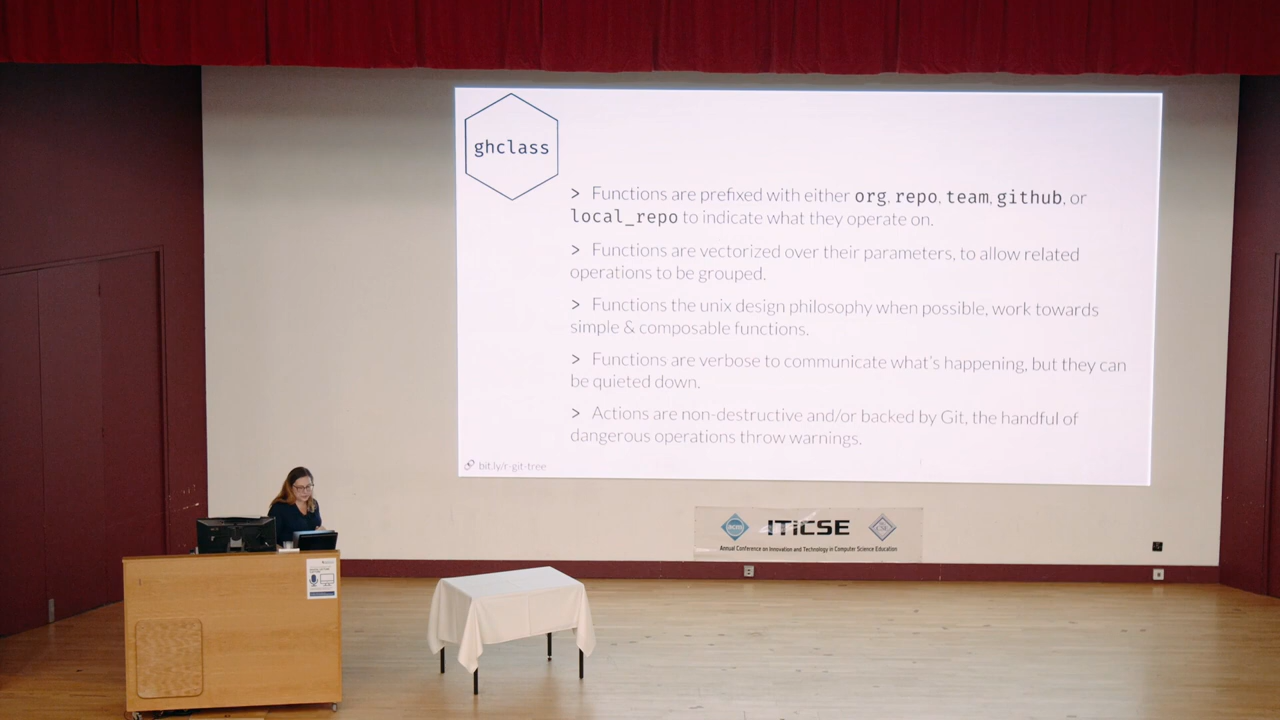 ghclass
> Functions are prefixed with either org, repo, team, github, or
local_repo to indicate what they operate on.
> Functions are vectorized over their parameters, to allow related
operations to be grouped.
> Functions the unix design philosophy when possible, work towards
simple & composable functions.
> Functions are verbose to communicate what's happening, but they can
be quieted down.
> Actions are non-destructive and/or backed by Git, the handful of
dangerous operations throw warnings.
bit.ly/r-git-tree
ITiCSE
Annual Conference on Innovation and Technology in Computer Science Education